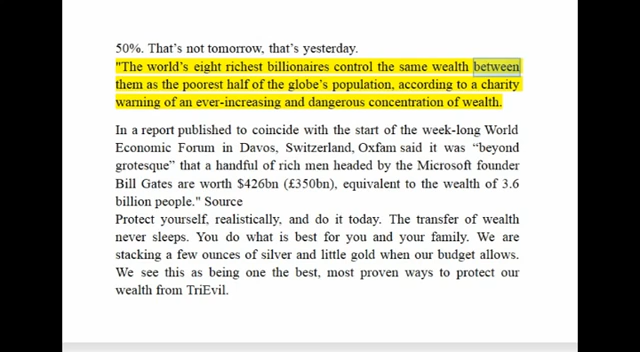 50%. That's not tomorrow, that's yesterday.
"The world's eight richest billionaires control the same wealth between
them as the poorest half of the globe's population, according to a charity
warning of an ever-increasing and dangerous concentration of wealth.
In a report published to coincide with the start of the week-long World
Economic Forum in Davos, Switzerland, Oxfam said it was “beyond
grotesque” that a handful of rich men headed by the Microsoft founder
Bill Gates are worth $426bn (£350bn), equivalent to the wealth of 3.6
billion people." Source
Protect yourself, realistically, and do it today. The transfer of wealth
never sleeps. You do what is best for you and your family. We are
stacking a few ounces of silver and little gold when our budget allows.
We see this as being one the best, most proven ways to protect our
wealth from TriEvil.